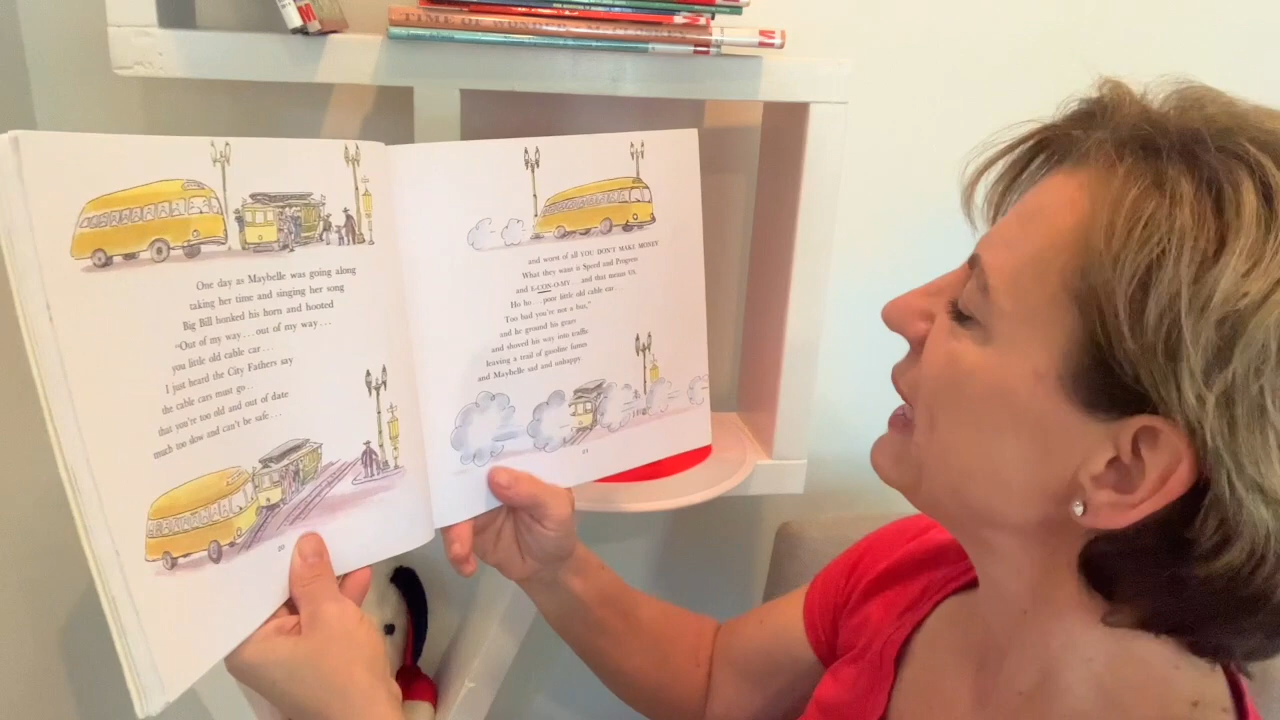 TIME OF WONDER McCLOSKEY
One day as Maybelle was going along
taking her time and singing her song
Big Bill honked his horn and hooted
"Out of my way... out of my way...
you little old cable car...
I just heard the City Fathers say
the cable cars must go..
that you're too old and out of date
much too slow and can't be safe...
20
and worst of all YOU DON'T MAKE MONEY
What they want is Speed and Progress
and E-CON-O-MY... and that means US.
Ho ho ... poor little old cable car...
Too bad you're not a bus,"
and he ground his gears
and shoved his way into traffic
leaving a trail of gasoline fumes
and Maybelle sad and unhappy.
21